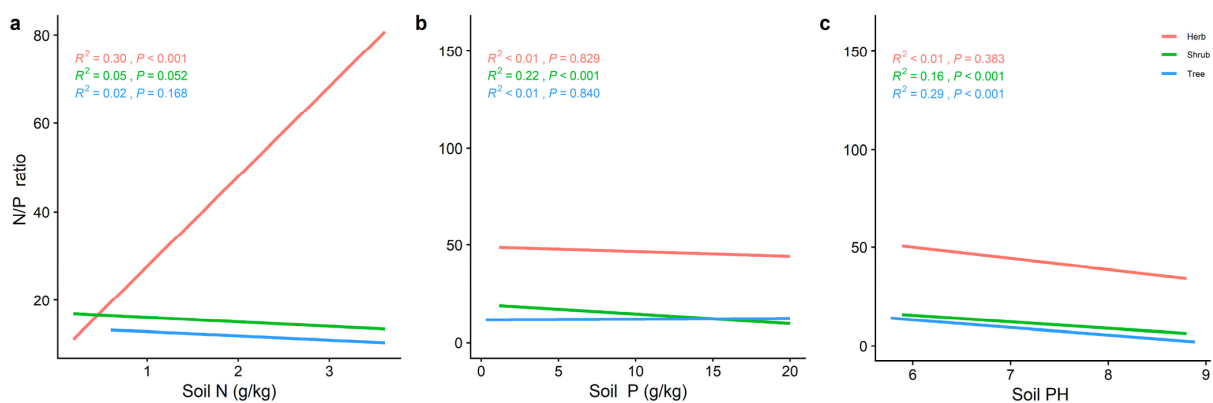 a
N/P ratio
80
60
40
20
R² = 0.30 , P < 0.001
R² = 0.05 , P = 0.052
R² = 0.02 , P = 0.168
1 2 3
Soil N (g/kg)
b
150
100
50
0
R² < 0.01 , P = 0.829
R² = 0.22 , P < 0.001
R² < 0.01 , P = 0.840
0 5 10 15 20
Soil P (g/kg)
c
150
100
50
0
R² < 0.01 , P = 0.383
R² = 0.16 , P < 0.001
R² = 0.29 , P < 0.001
Herb
Shrub
Tree
6 7 8 9
Soil PH